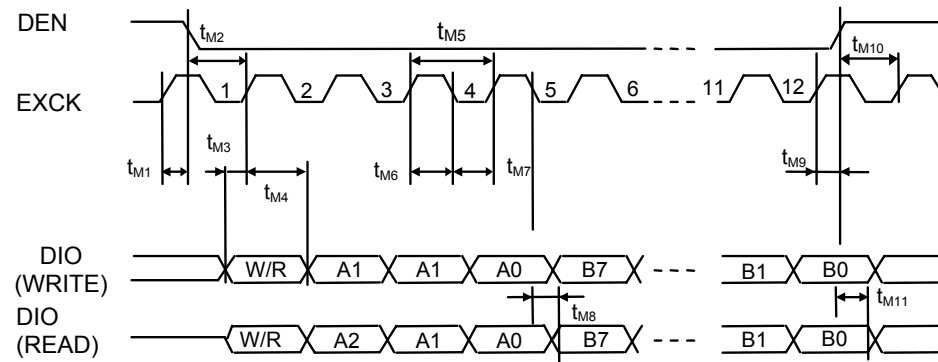 DEN
tM2 tM5 tM10
EXCK 1 2 3 4 5 6 11 12
tM1 tM3 tM4 tM6 tM7 tM9
DIO (WRITE) W/R A1 A1 A0 B7 B1 B0
tM8 tM11
DIO (READ) W/R A2 A1 A0 B7 B1 B0